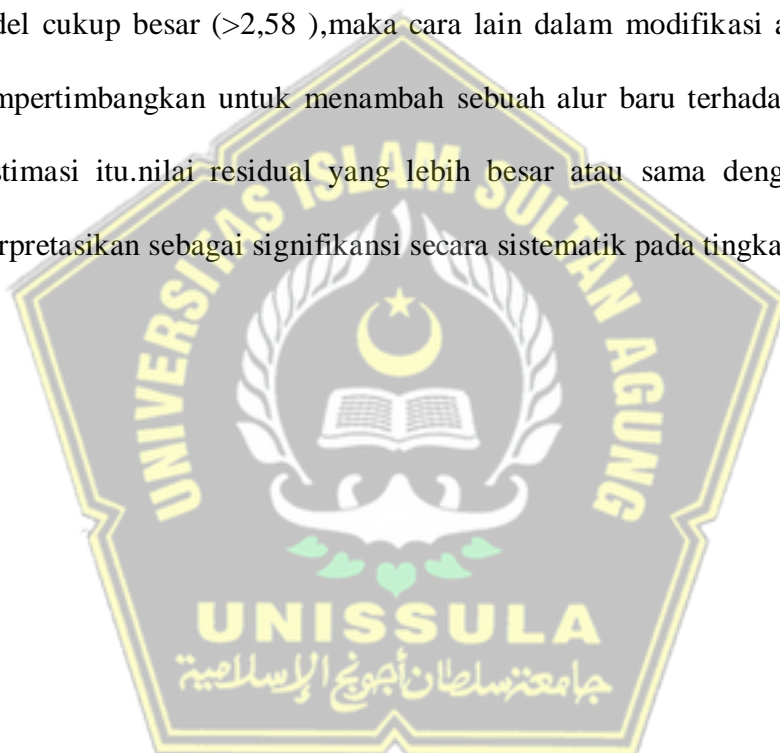 del cukup besar (>2,58 ),maka cara lain dalam modifikasi a
mpertimbangkan untuk menambah sebuah alur baru terhada
stimasi itu.nilai residual yang lebih besar atau sama deng
rpretasikan sebagai signifikansi secara sistematik pada tingka
UNIVERSITAS ISLAM SULTAN AGUNG
UNISSULA
جامعتسلطان أجونج الإسلامية